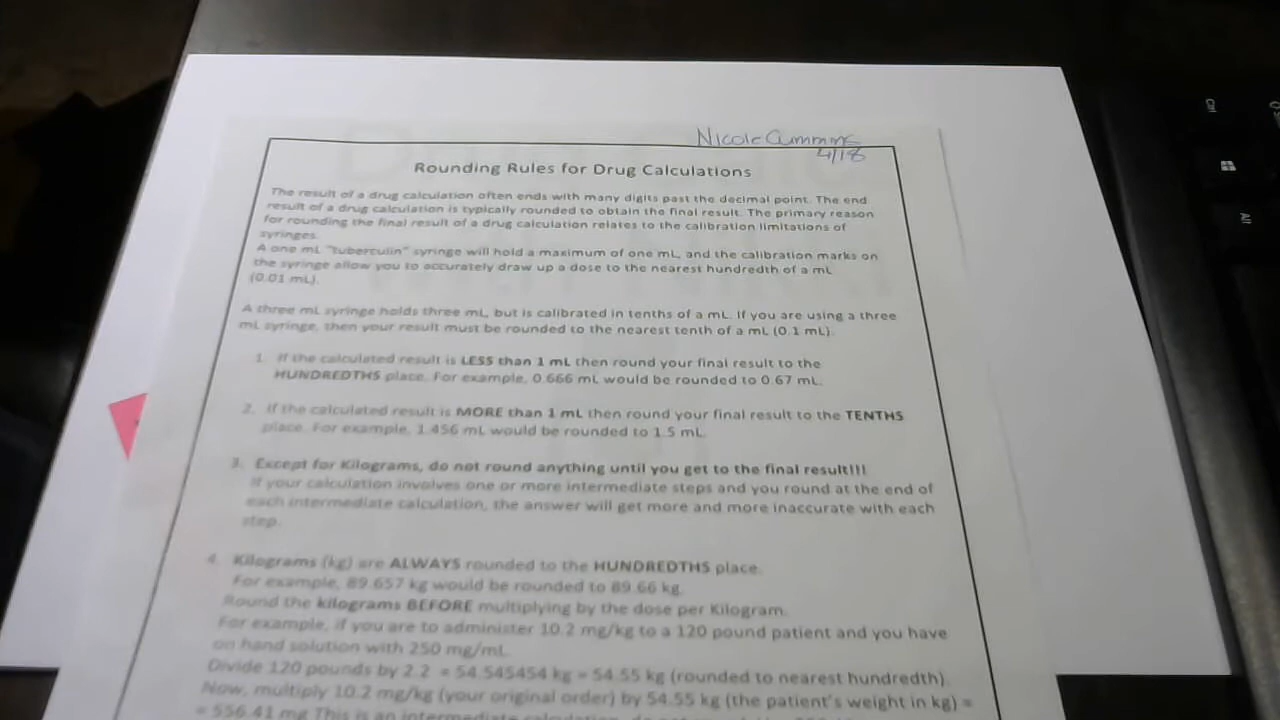 Nicole Cummins
4/18
Rounding Rules for Drug Calculations
The result of a drug calculation often ends with many digits past the decimal point. The end
result of a drug calculation is typically rounded to obtain the final result. The primary reason
for rounding the final result of a drug calculation relates to the calibration limitations of
syringes.
A one mL "tuberculin" syringe will hold a maximum of one mL, and the calibration marks on
the syringe allow you to accurately draw up a dose to the nearest hundredth of a mL
(0.01 mL).
A three mL syringe holds three mL, but is calibrated in tenths of a mL. If you are using a three
mL syringe, then your result must be rounded to the nearest tenth of a mL (0.1 mL).
1. If the calculated result is LESS than 1 mL then round your final result to the
HUNDREDTHS place. For example, 0.666 mL would be rounded to 0.67 mL.
2. If the calculated result is MORE than 1 mL then round your final result to the TENTHS
place. For example, 1.456 mL would be rounded to 1.5 mL.
3. Except for Kilograms, do not round anything until you get to the final result!!!
If your calculation involves one or more intermediate steps and you round at the end of
each intermediate calculation, the answer will get more and more inaccurate with each
step.
4. Kilograms (kg) are ALWAYS rounded to the HUNDREDTHS place.
For example, 89.657 kg would be rounded to 89.66 kg.
Round the kilograms BEFORE multiplying by the dose per Kilogram.
For example, if you are to administer 10.2 mg/kg to a 120 pound patient and you have
on hand solution with 250 mg/mL.
Divide 120 pounds by 2.2 = 54.545454 kg = 54.55 kg (rounded to nearest hundredth).
Now, multiply 10.2 mg/kg (your original order) by 54.55 kg (the patient's weight in kg) =
= 556.41 mg This is an intermediate calculation, do not
Ctrl
Alt